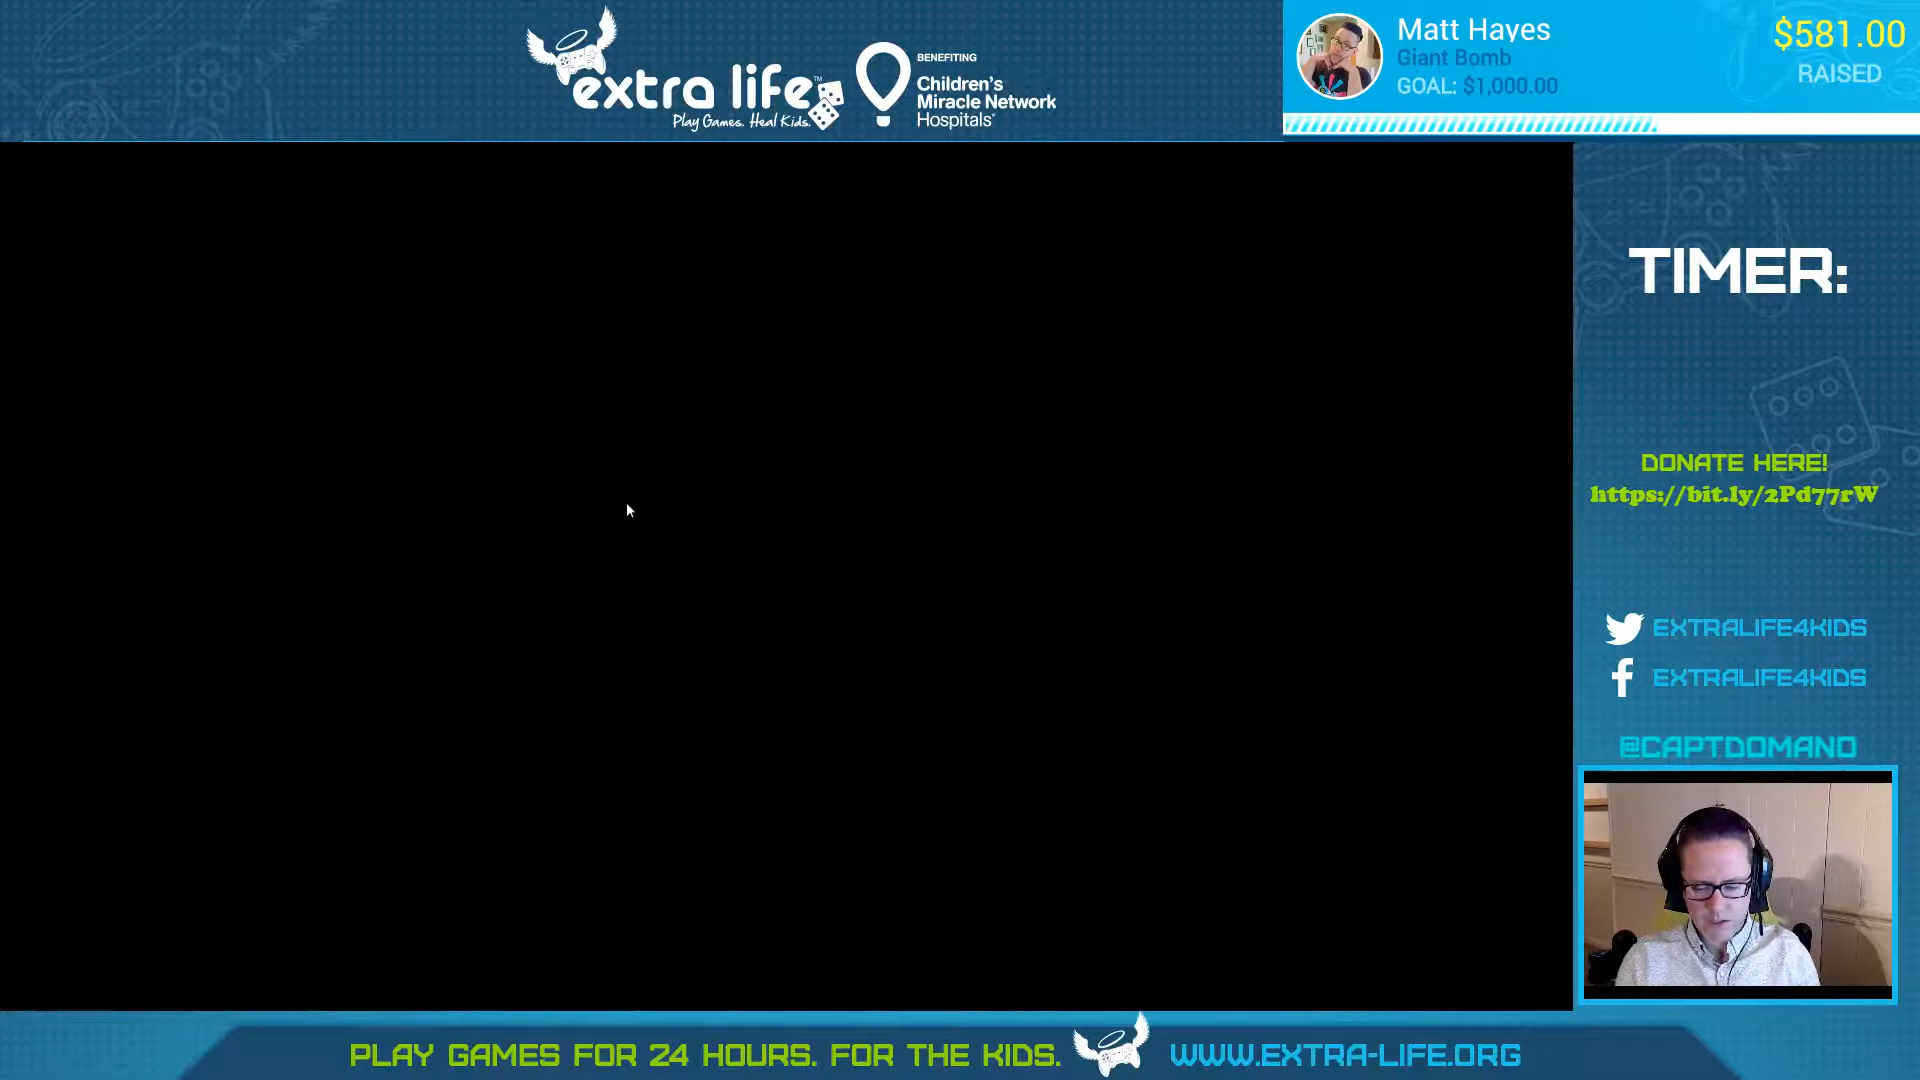 extra life™
Play Games. Heal Kids.
BENEFITING
Children's
Miracle Network
Hospitals
Matt Hayes
Giant Bomb
GOAL: $1,000.00
$581.00
RAISED
TIMER:
DONATE HERE!
https://bit.ly/2Pd77rW
EXTRALIFE4KIDS
EXTRALIFE4KIDS
@CAPTDOMANO
PLAY GAMES FOR 24 HOURS. FOR THE KIDS.
WWW.EXTRA-LIFE.ORG